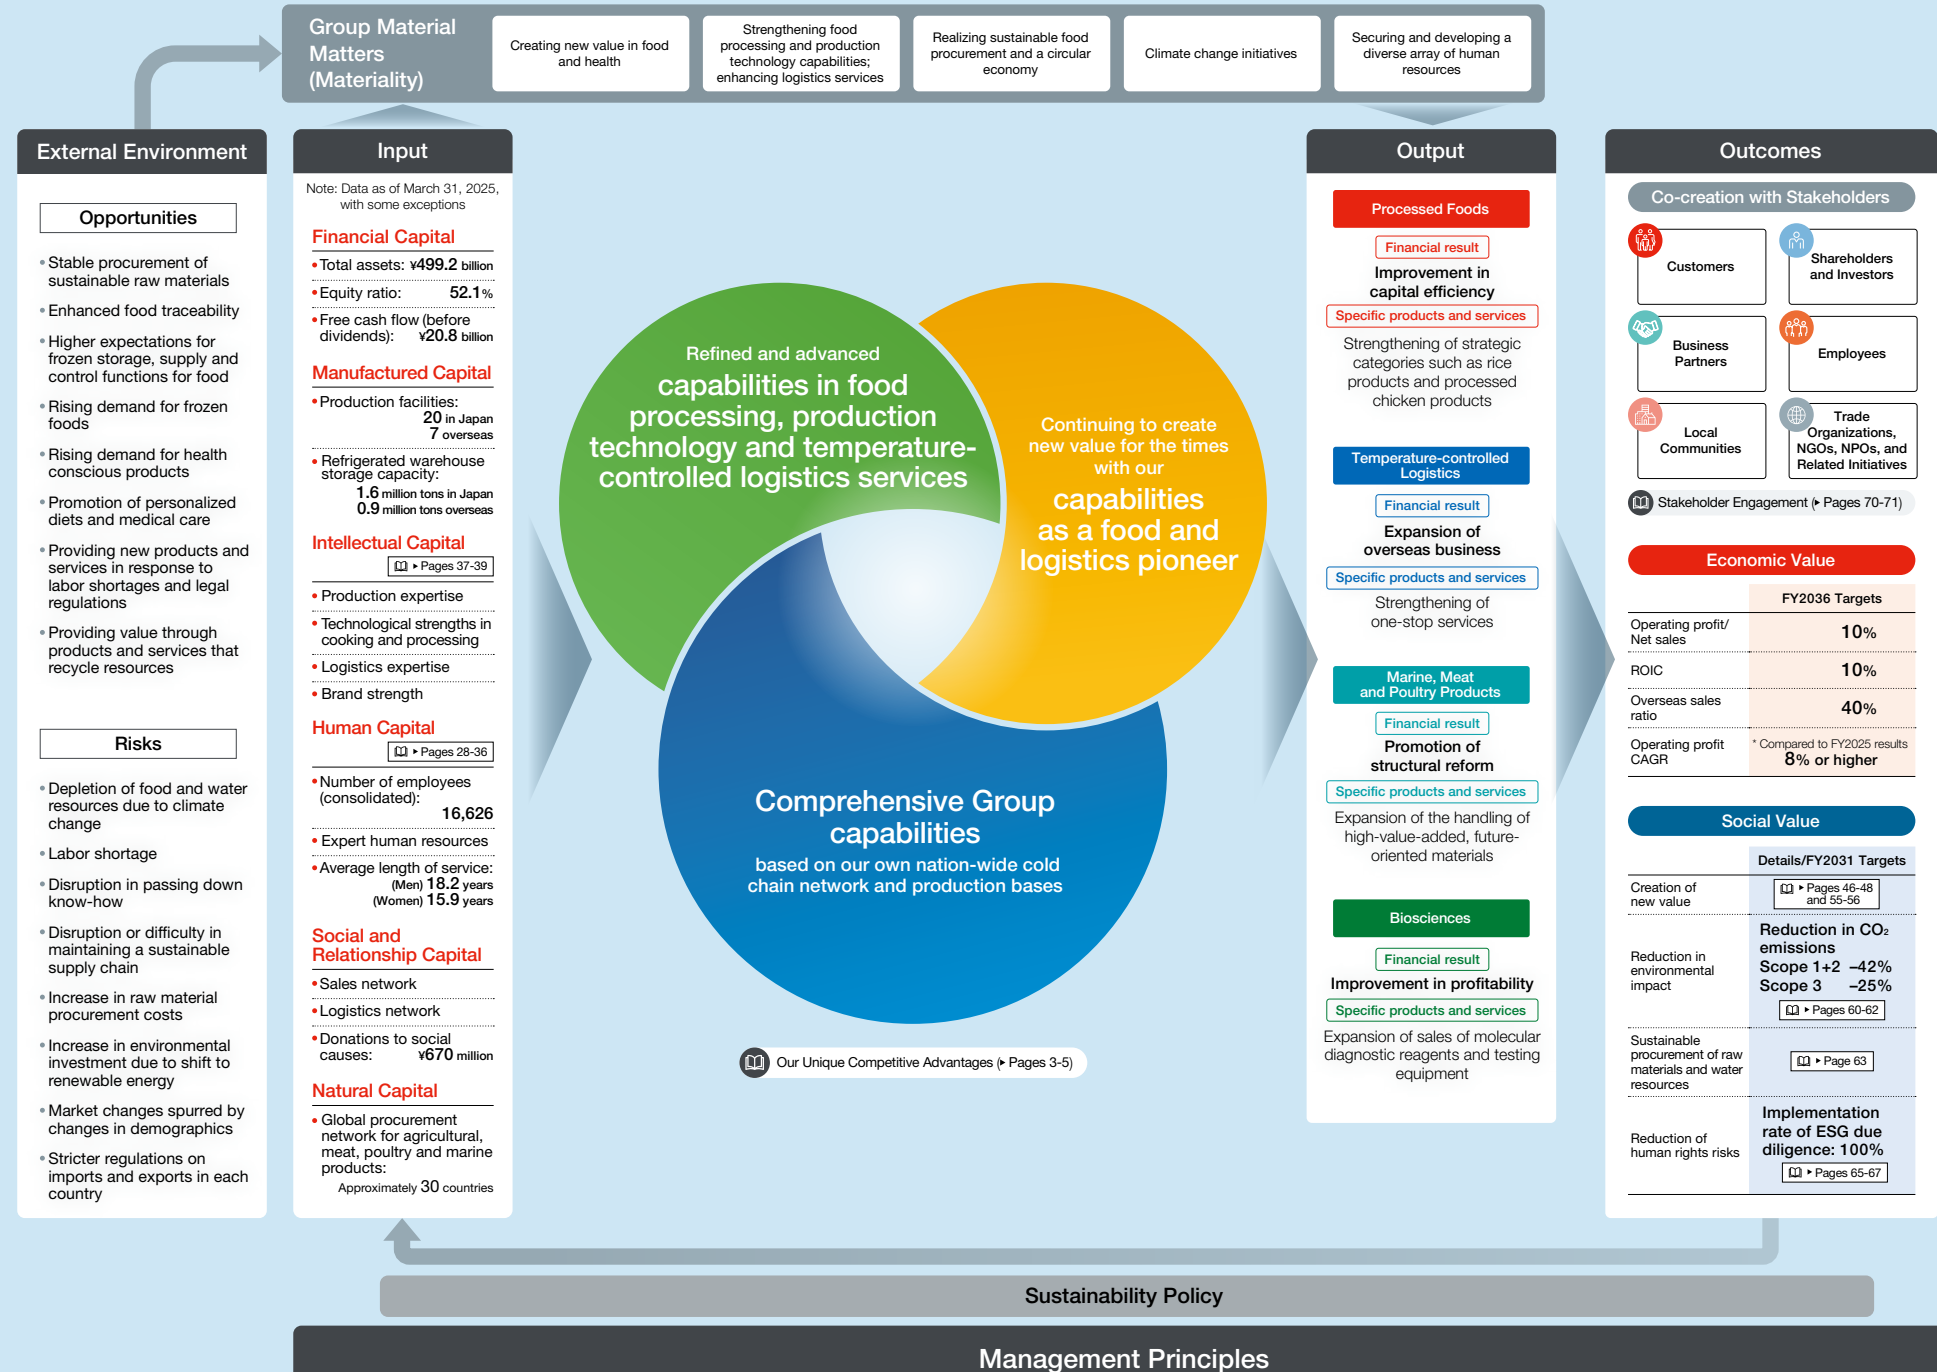 Group Material
Matters
(Materiality)
Creating new value in food
and health
Strengthening food
processing and production
technology capabilities;
enhancing logistics services
Realizing sustainable food
procurement and a circular
economy
Climate change initiatives
Securing and developing a
diverse array of human
resources
External Environment
Opportunities
• Stable procurement of
sustainable raw materials
• Enhanced food traceability
• Higher expectations for
frozen storage, supply and
control functions for food
• Rising demand for frozen
foods
• Rising demand for health
conscious products
• Promotion of personalized
diets and medical care
• Providing new products and
services in response to
labor shortages and legal
regulations
• Providing value through
products and services that
recycle resources
Risks
• Depletion of food and water
resources due to climate
change
• Labor shortage
• Disruption in passing down
know-how
• Disruption or difficulty in
maintaining a sustainable
supply chain
• Increase in raw material
procurement costs
• Increase in environmental
investment due to shift to
renewable energy
• Market changes spurred by
changes in demographics
• Stricter regulations on
imports and exports in each
country
Input
Note: Data as of March 31, 2025,
with some exceptions
Financial Capital
• Total assets: ¥499.2 billion
• Equity ratio: 52.1%
• Free cash flow (before
dividends): ¥20.8 billion
Manufactured Capital
• Production facilities:
20 in Japan
7 overseas
• Refrigerated warehouse
storage capacity:
1.6 million tons in Japan
0.9 million tons overseas
Intellectual Capital
▸ Pages 37-39
• Production expertise
• Technological strengths in
cooking and processing
• Logistics expertise
• Brand strength
Human Capital
▸ Pages 28-36
• Number of employees
(consolidated):
16,626
• Expert human resources
• Average length of service:
(Men) 18.2 years
(Women) 15.9 years
Social and
Relationship Capital
• Sales network
• Logistics network
• Donations to social
causes: ¥670 million
Natural Capital
• Global procurement
network for agricultural,
meat, poultry and marine
products:
Approximately 30 countries
Refined and advanced
capabilities in food
processing, production
technology and temperature-
controlled logistics services
Continuing to create
new value for the times
with our
capabilities
as a food and
logistics pioneer
Comprehensive Group
capabilities
based on our own nation-wide cold
chain network and production bases
Our Unique Competitive Advantages (▸ Pages 3-5)
Output
Processed Foods
Financial result
Improvement in
capital efficiency
Specific products and services
Strengthening of strategic
categories such as rice
products and processed
chicken products
Temperature-controlled
Logistics
Financial result
Expansion of
overseas business
Specific products and services
Strengthening of
one-stop services
Marine, Meat
and Poultry Products
Financial result
Promotion of
structural reform
Specific products and services
Expansion of the handling of
high-value-added, future-
oriented materials
Biosciences
Financial result
Improvement in profitability
Specific products and services
Expansion of sales of molecular
diagnostic reagents and testing
equipment
Outcomes
Co-creation with Stakeholders
Customers
Shareholders
and Investors
Business
Partners
Employees
Local
Communities
Trade
Organizations,
NGOs, NPOs, and
Related Initiatives
Stakeholder Engagement (▸ Pages 70-71)
Economic Value
FY2036 Targets
Operating profit/
Net sales
10%
ROIC
10%
Overseas sales
ratio
40%
Operating profit
CAGR
* Compared to FY2025 results
8% or higher
Social Value
Details/FY2031 Targets
Creation of
new value
▸ Pages 46-48
and 55-56
Reduction in
environmental
impact
Reduction in CO₂
emissions
Scope 1+2 –42%
Scope 3 –25%
▸ Pages 60-62
Sustainable
procurement of raw
materials and water
resources
▸ Page 63
Reduction of
human rights risks
Implementation
rate of ESG due
diligence: 100%
▸ Pages 65-67
Sustainability Policy
Management Principles